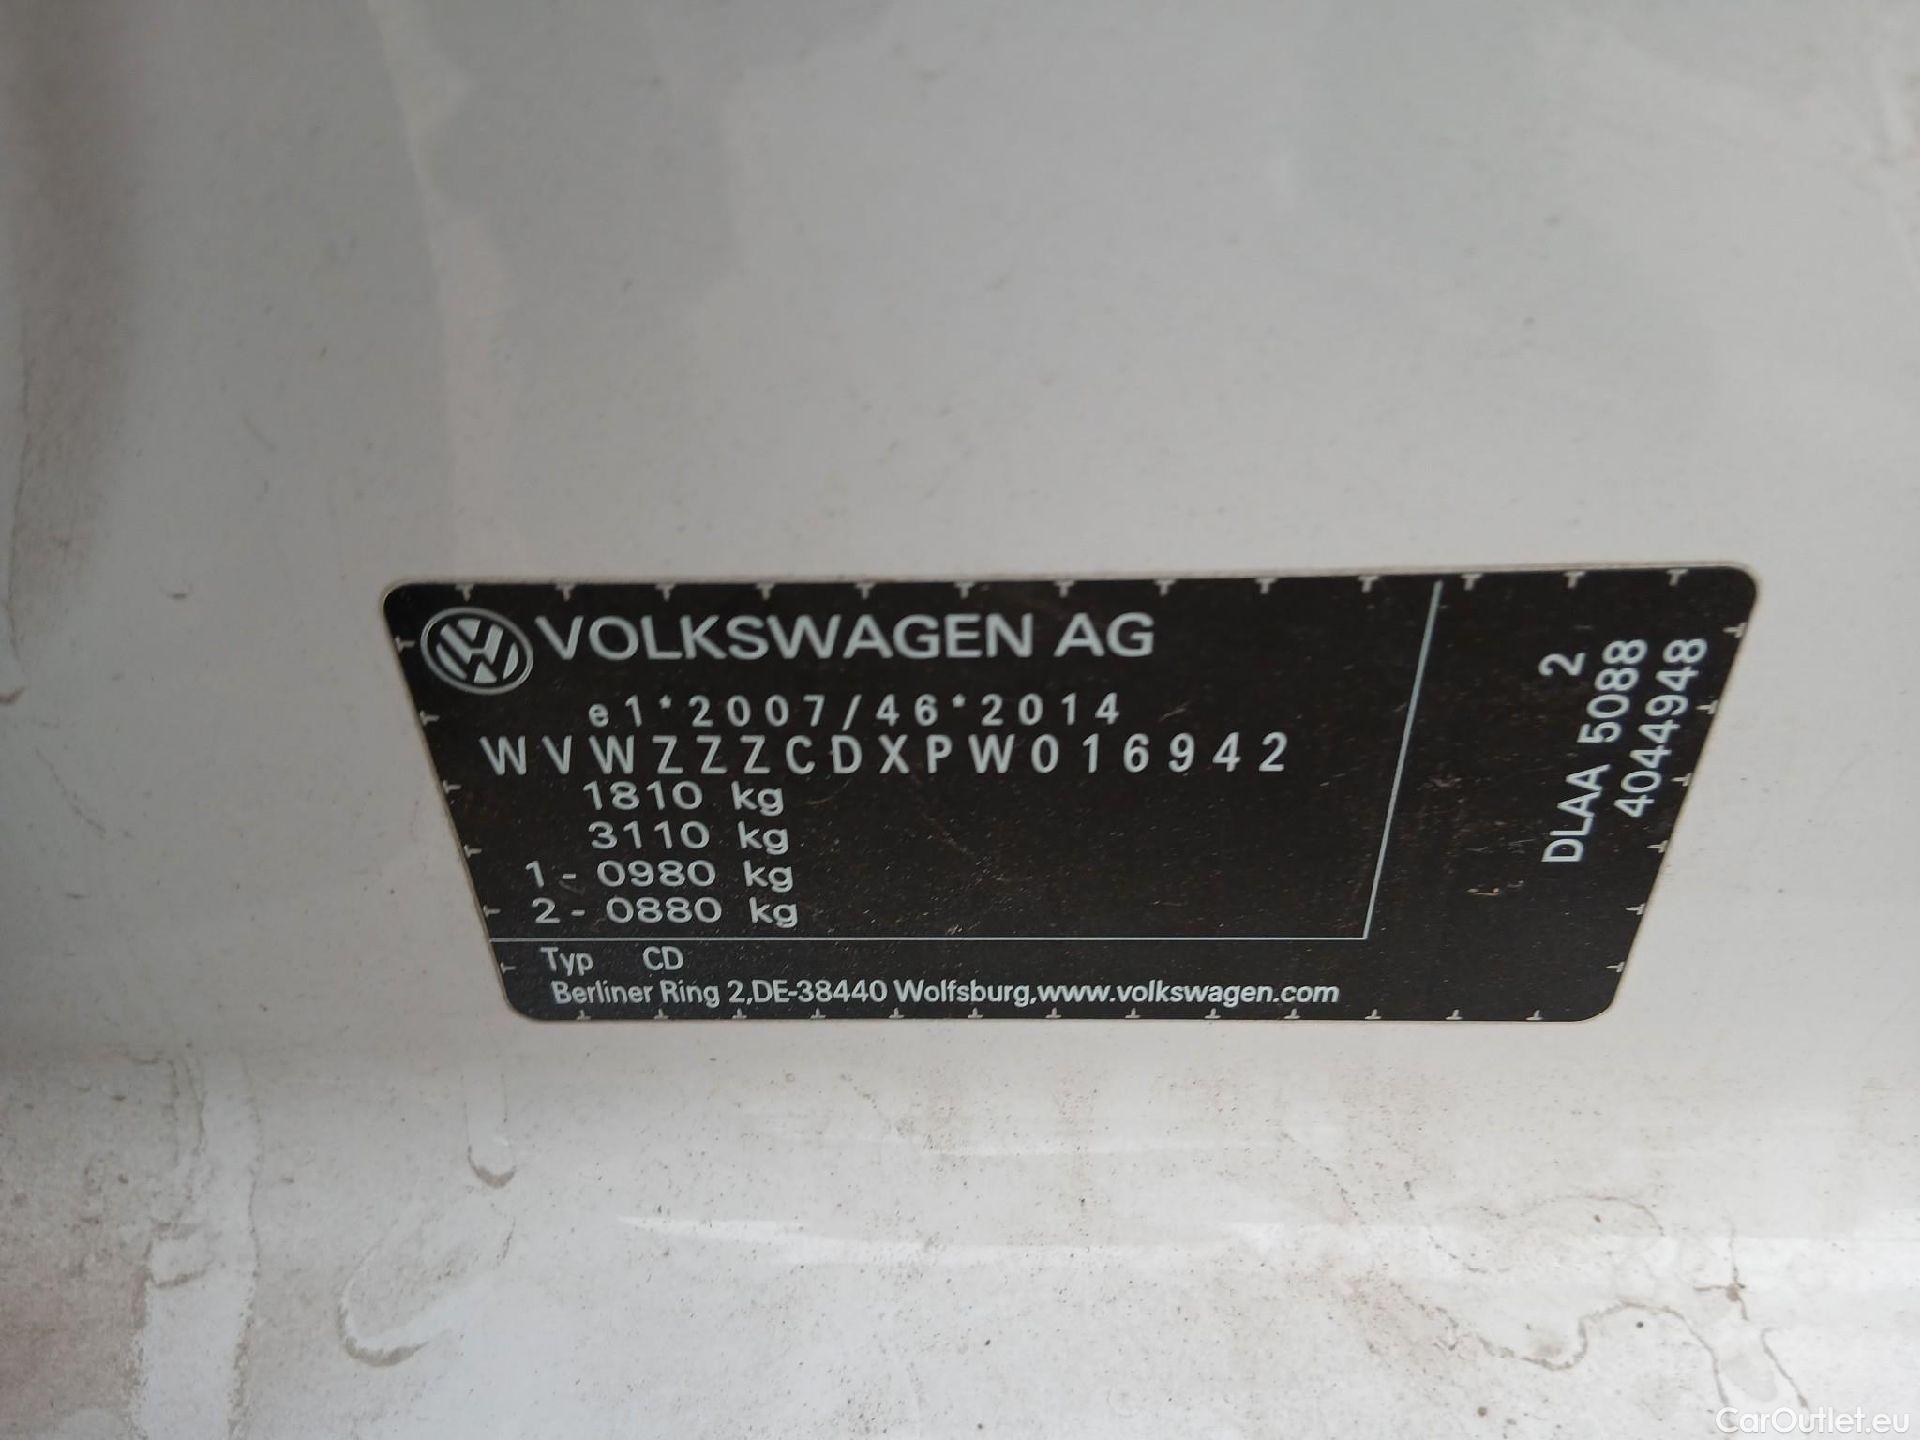 VOLKSWAGEN AG
e1*2007/46*2014
WVWZZZCDXPW016942
1810 kg
3110 kg
1- 0980 kg
2- 0880 kg
Typ CD
Berliner Ring 2,DE-38440 Wolfsburg,www.volkswagen.com
2
DLAA 5088
4044948
CarOutlet.eu